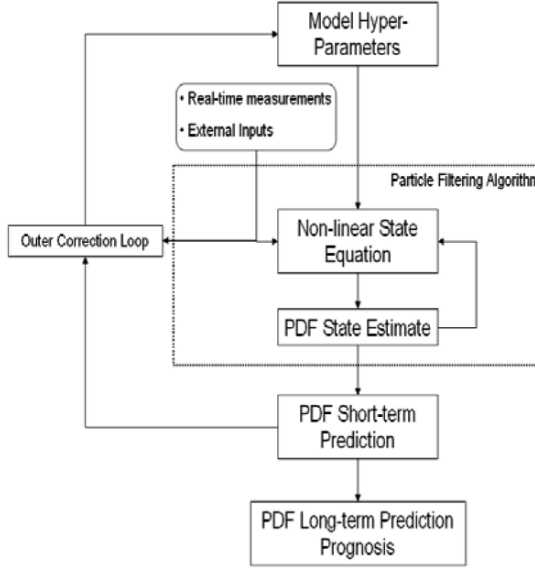 Model Hyper-
Parameters
• Real-time measurements
• External Inputs
Particle Filtering Algorithm
Outer Correction Loop
Non-linear State
Equation
PDF State Estimate
PDF Short-term
Prediction
PDF Long-term Prediction
Prognosis